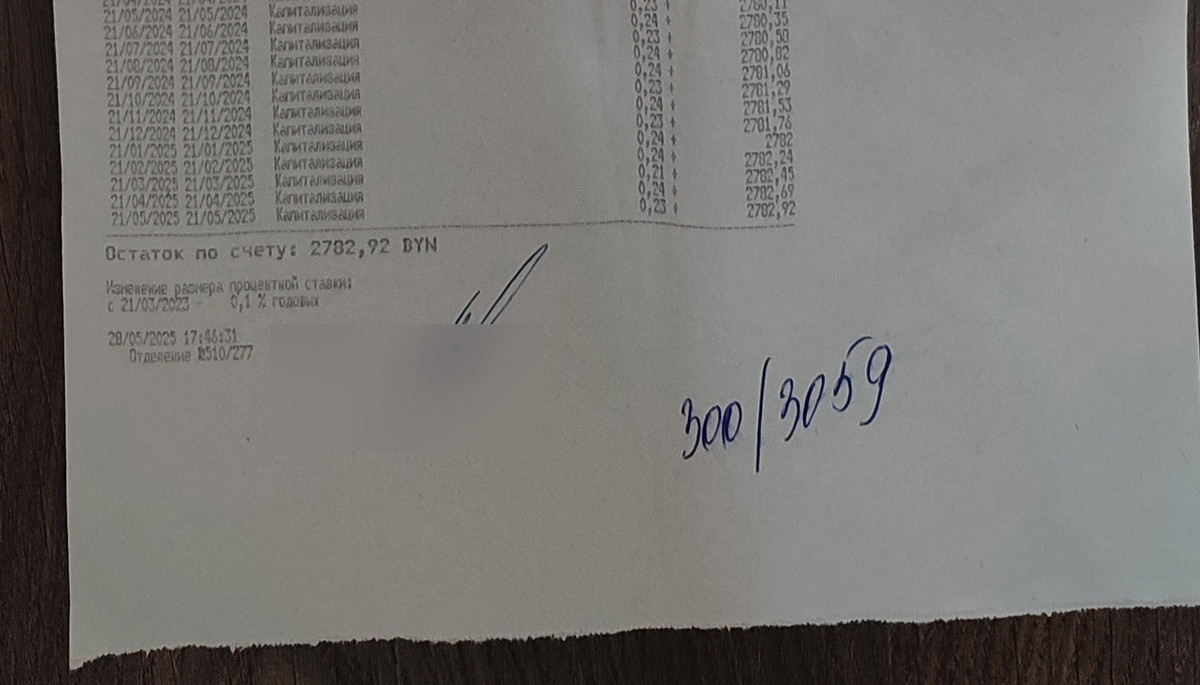 21/05/2024 21/05/2024 Капитализация 0,23 + 2780,11
21/06/2024 21/06/2024 Капитализация 0,24 + 2780,35
21/07/2024 21/07/2024 Капитализация 0,23 + 2780,58
21/08/2024 21/08/2024 Капитализация 0,24 + 2780,82
21/09/2024 21/09/2024 Капитализация 0,24 + 2781,06
21/10/2024 21/10/2024 Капитализация 0,23 + 2781,29
21/11/2024 21/11/2024 Капитализация 0,24 + 2781,53
21/12/2024 21/12/2024 Капитализация 0,23 + 2781,76
21/01/2025 21/01/2025 Капитализация 0,24 + 2782
21/02/2025 21/02/2025 Капитализация 0,24 + 2782,24
21/03/2025 21/03/2025 Капитализация 0,21 + 2782,45
21/04/2025 21/04/2025 Капитализация 0,24 + 2782,69
21/05/2025 21/05/2025 Капитализация 0,23 + 2782,92
Остаток по счету: 2782,92 BYN
Изменение размера процентной ставки:
с 21/03/2023 - 0,1 % годовых
28/05/2025 17:46:31
Отделение №510/277
300/3059